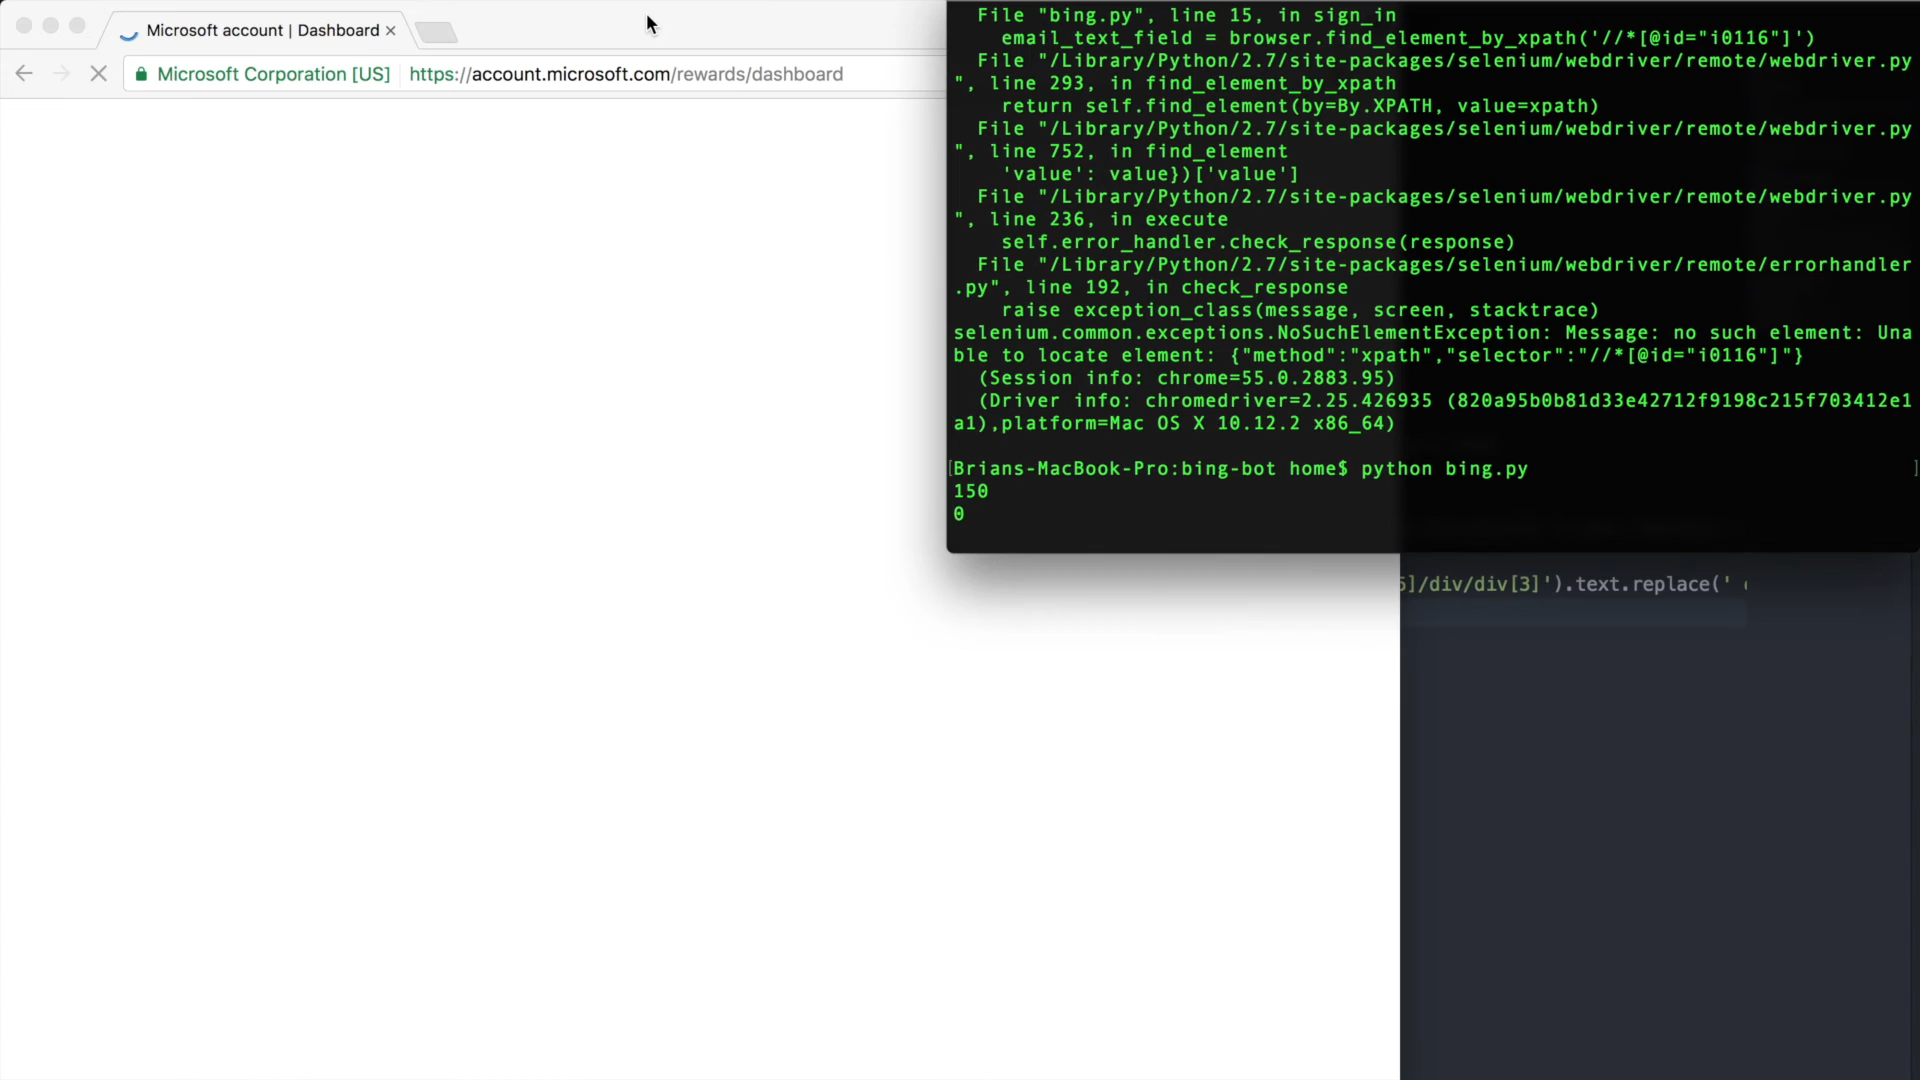 Microsoft account | Dashboard
Microsoft Corporation [US] https://account.microsoft.com/rewards/dashboard
File "bing.py", line 15, in sign_in
email_text_field = browser.find_element_by_xpath('//*[@id="i0116"]')
File "/Library/Python/2.7/site-packages/selenium/webdriver/remote/webdriver.py
", line 293, in find_element_by_xpath
return self.find_element(by=By.XPATH, value=xpath)
File "/Library/Python/2.7/site-packages/selenium/webdriver/remote/webdriver.py
", line 752, in find_element
'value': value})['value']
File "/Library/Python/2.7/site-packages/selenium/webdriver/remote/webdriver.py
", line 236, in execute
self.error_handler.check_response(response)
File "/Library/Python/2.7/site-packages/selenium/webdriver/remote/errorhandler
.py", line 192, in check_response
raise exception_class(message, screen, stacktrace)
selenium.common.exceptions.NoSuchElementException: Message: no such element: Una
ble to locate element: {"method":"xpath","selector":"//*[@id="i0116"]"}
(Session info: chrome=55.0.2883.95)
(Driver info: chromedriver=2.25.426935 (820a95b0b81d33e42712f9198c215f703412e1
a1),platform=Mac OS X 10.12.2 x86_64)
[Brians-MacBook-Pro:bing-bot home$ python bing.py ]
150
0
]/div/div[3]').text.replace('